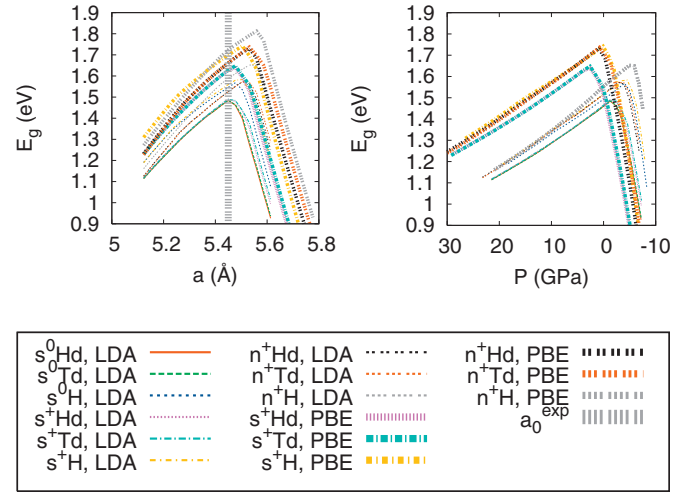 1.9
1.8
1.7
1.6
1.5
1.4
1.3
1.2
1.1
1
0.9
E_g (eV)
5
5.2
5.4
5.6
5.8
a (Å)
1.9
1.8
1.7
1.6
1.5
1.4
1.3
1.2
1.1
1
0.9
E_g (eV)
30
20
10
0
-10
P (GPa)
s⁰Hd, LDA
s⁰Td, LDA
s⁰H, LDA
s⁺Hd, LDA
s⁺Td, LDA
s⁺H, LDA
n⁺Hd, LDA
n⁺Td, LDA
n⁺H, LDA
s⁺Hd, PBE
s⁺Td, PBE
s⁺H, PBE
n⁺Hd, PBE
n⁺Td, PBE
n⁺H, PBE
a₀^exp